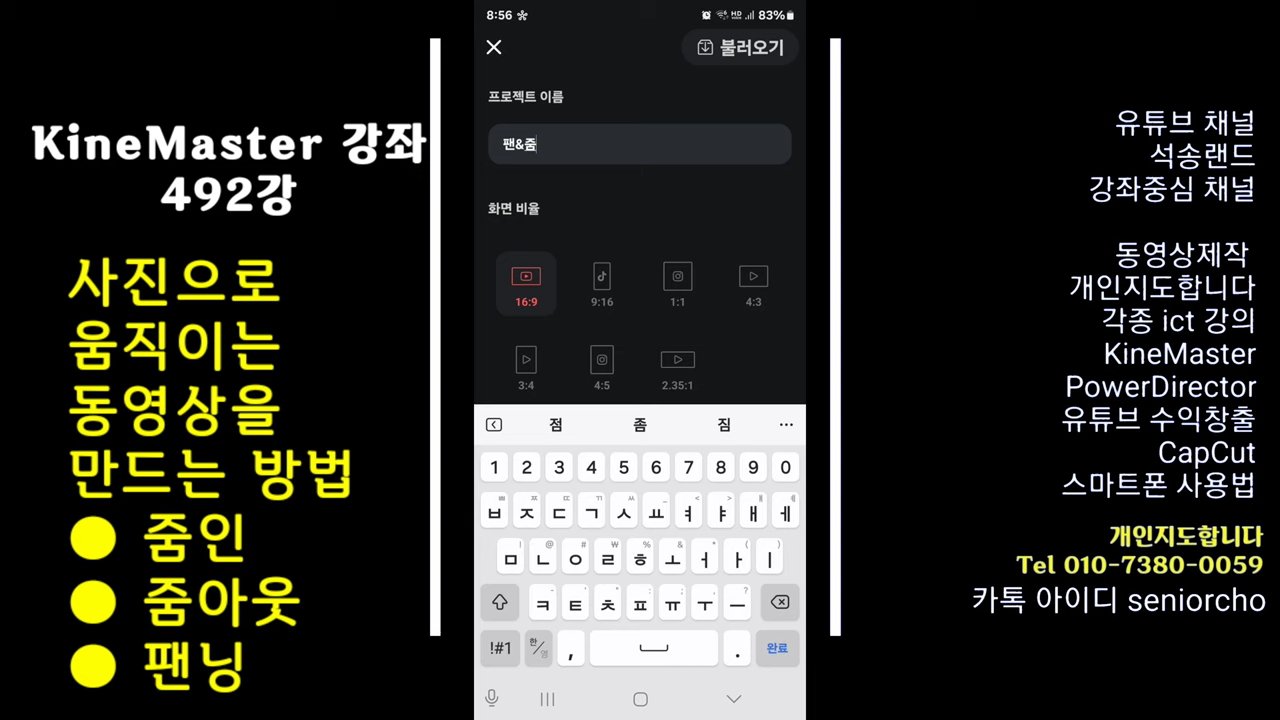 KineMaster 강좌
492강
사진으로
움직이는
동영상을
만드는 방법
● 줌인
● 줌아웃
● 팬닝
8:56
HD
83%
불러오기
프로젝트 이름
팬&줌
화면 비율
16:9
9:16
1:1
4:3
3:4
4:5
2.35:1
점 좀 짐 ...
1 2 3 4 5 6 7 8 9 0
ㅃ ㅉ ㄸ ㄲ ㅆ _ < > ㅒ ㅖ
ㅂ ㅈ ㄷ ㄱ ㅅ ㅛ ㅕ ㅑ ㅐ ㅔ
! @ # ₩ % & * ( )
ㅁ ㄴ ㅇ ㄹ ㅎ ㅗ ㅓ ㅏ ㅣ
- ' " : ; , ?
ㅋ ㅌ ㅊ ㅍ ㅠ ㅜ ㅡ
!#1 한/영 , . 완료
유튜브 채널
석송랜드
강좌중심 채널
동영상제작
개인지도합니다
각종 ict 강의
KineMaster
PowerDirector
유튜브 수익창출
CapCut
스마트폰 사용법
개인지도합니다
Tel 010-7380-0059
카톡 아이디 seniorcho